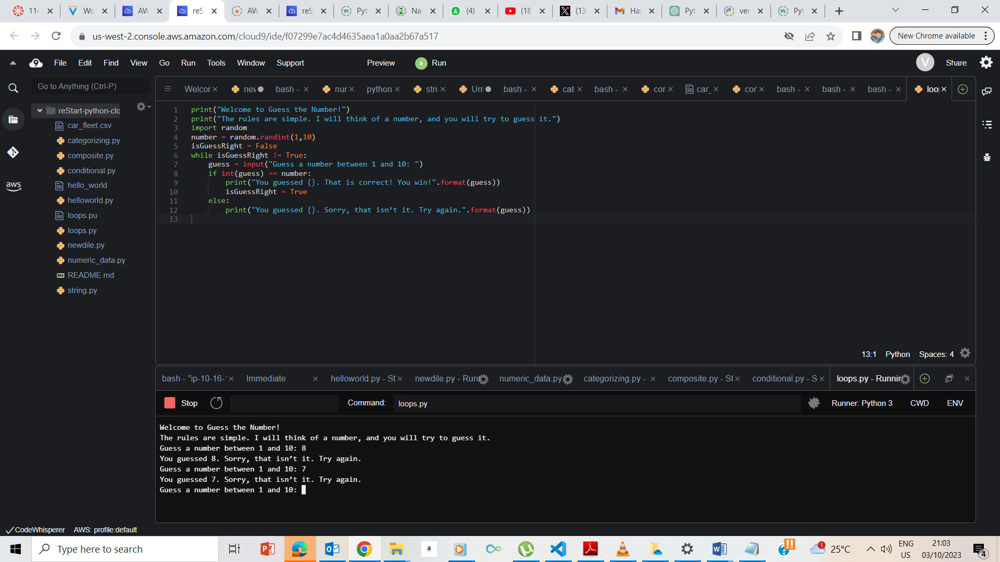 114
Wo
AW
reS
AW
reS
Pyt
Nai
(4)
(18
(13
Ha
Pyt
ver
Pyt
us-west-2.console.aws.amazon.com/cloud9/ide/f07299e7ac4d4635aea1a0aa2b67a517
New Chrome available
File Edit Find View Go Run Tools Window Support Preview Run
V
Share
Go to Anything (Ctrl-P)
Welcor
new
bash -
nur
python
stri
Unt
bash -
cate
bash -
cor
car_
cor
bash -
bash -
bash -
loop
reStart-python-clo
car_fleet.csv
categorizing.py
composite.py
conditional.py
hello_world
helloworld.py
loops.pu
loops.py
newdile.py
numeric_data.py
README.md
string.py
aws
1 print("Welcome to Guess the Number!")
2 print("The rules are simple. I will think of a number, and you will try to guess it.")
3 import random
4 number = random.randint(1,10)
5 isGuessRight = False
6 while isGuessRight != True:
7 guess = input("Guess a number between 1 and 10: ")
8 if int(guess) == number:
9 print("You guessed {}. That is correct! You win!".format(guess))
10 isGuessRight = True
11 else:
12 print("You guessed {}. Sorry, that isn’t it. Try again.".format(guess))
13
13:1 Python Spaces: 4
bash - "ip-10-16-
Immediate
helloworld.py - St
newdile.py - Run
numeric_data.py
categorizing.py -
composite.py - St
conditional.py - S
loops.py - Runnin
Stop
Command: loops.py
Runner: Python 3 CWD ENV
Welcome to Guess the Number!
The rules are simple. I will think of a number, and you will try to guess it.
Guess a number between 1 and 10: 8
You guessed 8. Sorry, that isn’t it. Try again.
Guess a number between 1 and 10: 7
You guessed 7. Sorry, that isn’t it. Try again.
Guess a number between 1 and 10:
CodeWhisperer AWS: profile:default
Type here to search
25°C
ENG
US
21:03
03/10/2023
4